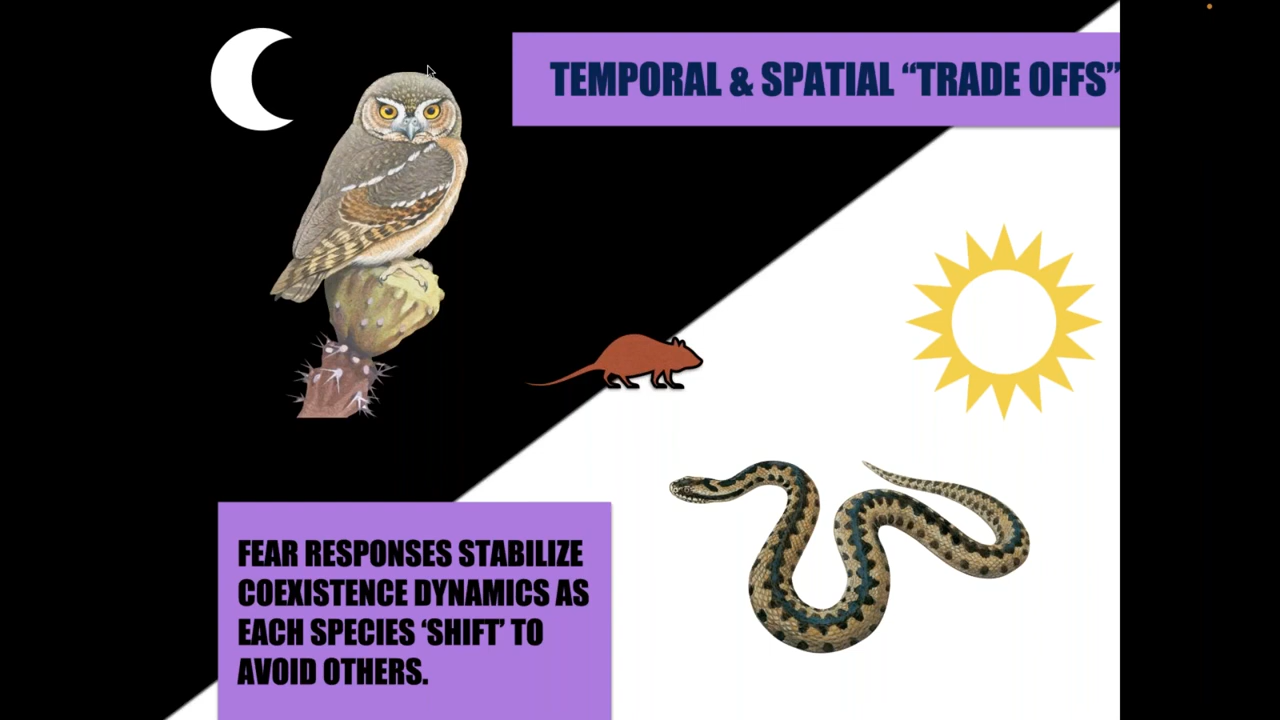 TEMPORAL & SPATIAL “TRADE OFFS”
FEAR RESPONSES STABILIZE
COEXISTENCE DYNAMICS AS
EACH SPECIES ‘SHIFT’ TO
AVOID OTHERS.